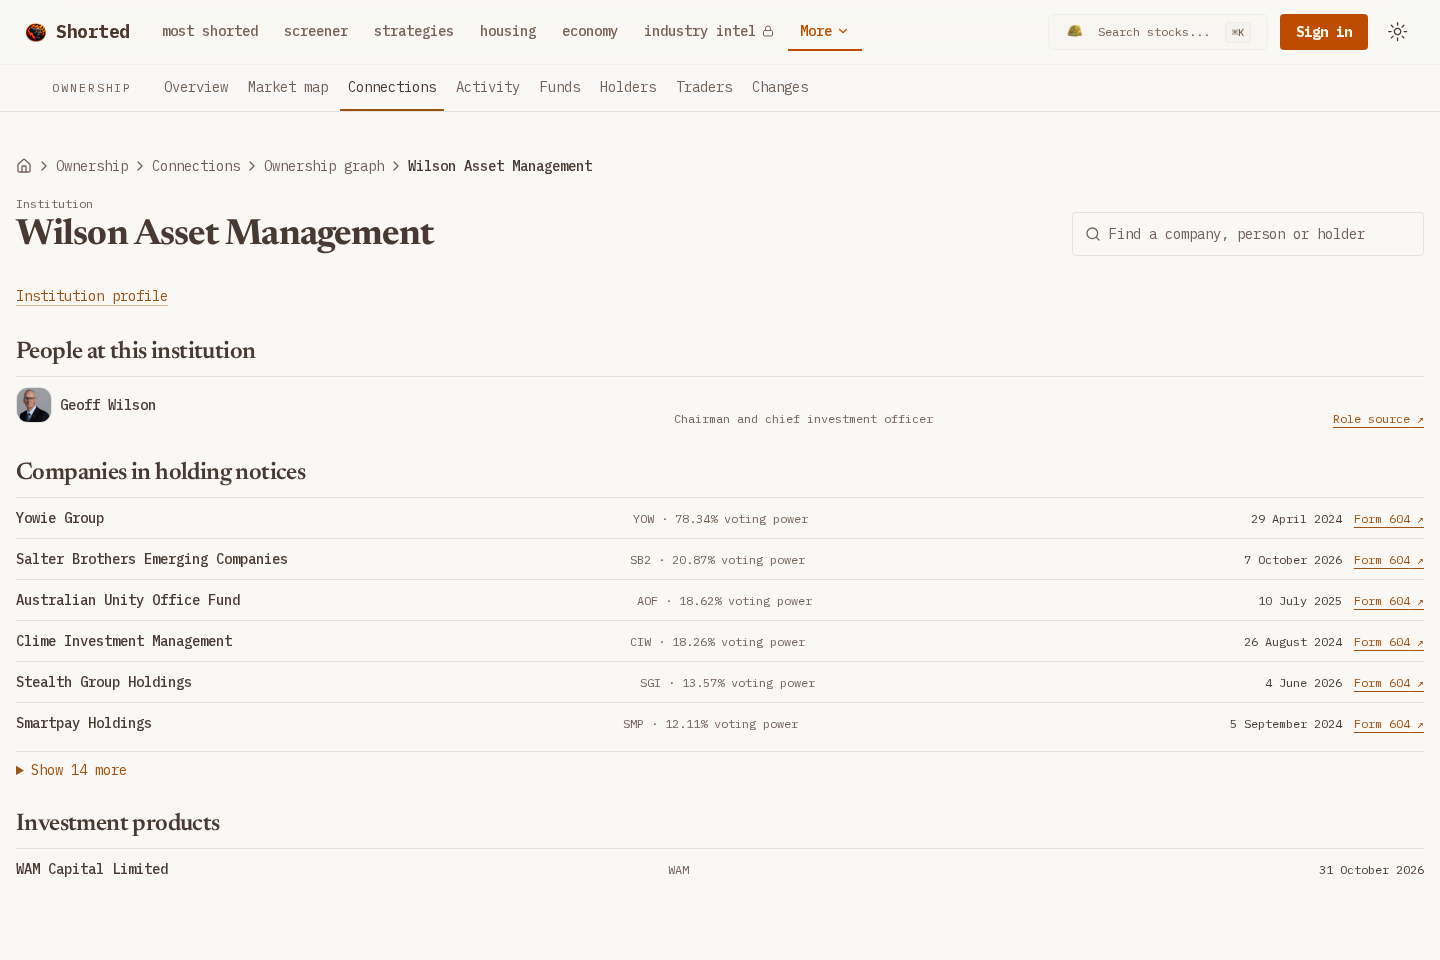 Shorted most shorted screener strategies housing economy industry intel More Search stocks... ⌘K Sign in
OWNERSHIP Overview Market map Connections Activity Funds Holders Traders Changes
Ownership Connections Ownership graph Wilson Asset Management
Institution
Wilson Asset Management
Find a company, person or holder
Institution profile
People at this institution
Geoff Wilson
Chairman and chief investment officer Role source ↗
Companies in holding notices
Yowie Group YOW · 78.34% voting power 29 April 2024 Form 604 ↗
Salter Brothers Emerging Companies SB2 · 20.87% voting power 7 October 2026 Form 604 ↗
Australian Unity Office Fund AOF · 18.62% voting power 10 July 2025 Form 604 ↗
Clime Investment Management CIW · 18.26% voting power 26 August 2024 Form 604 ↗
Stealth Group Holdings SGI · 13.57% voting power 4 June 2026 Form 604 ↗
Smartpay Holdings SMP · 12.11% voting power 5 September 2024 Form 604 ↗
Show 14 more
Investment products
WAM Capital Limited WAM 31 October 2026